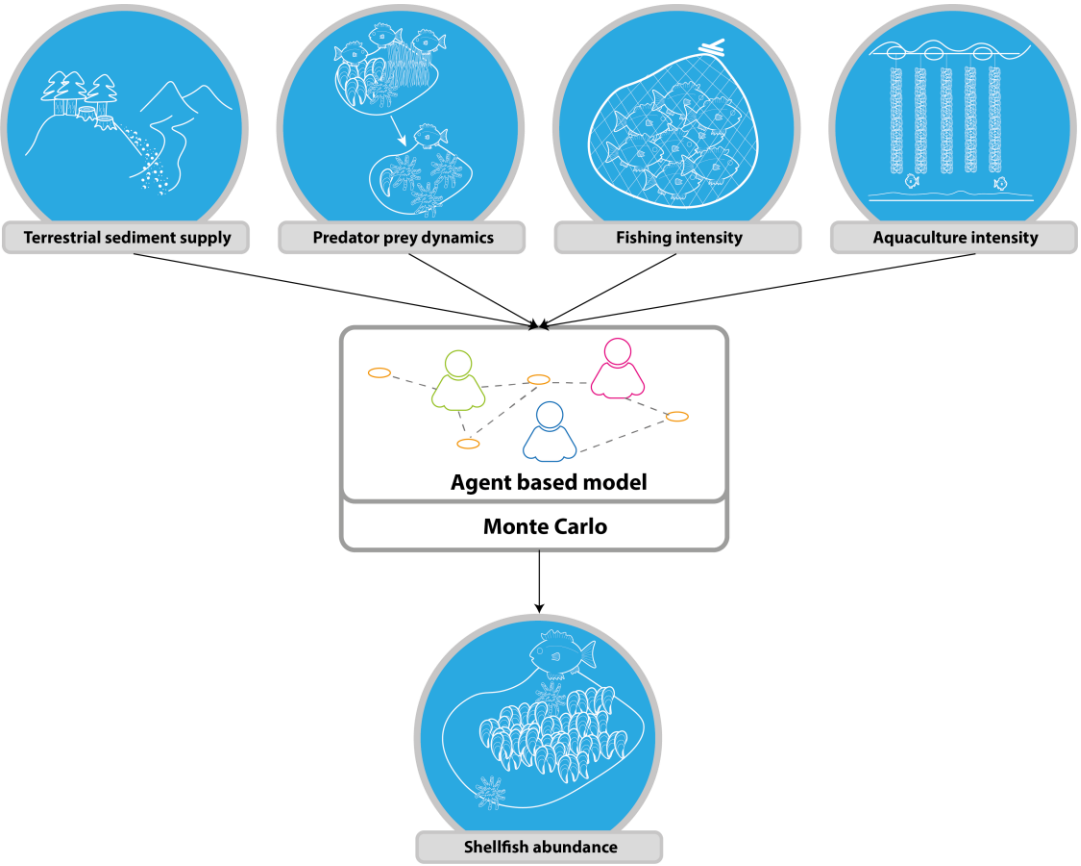 Terrestrial sediment supply
Predator prey dynamics
Fishing intensity
Aquaculture intensity
Agent based model
Monte Carlo
Shellfish abundance